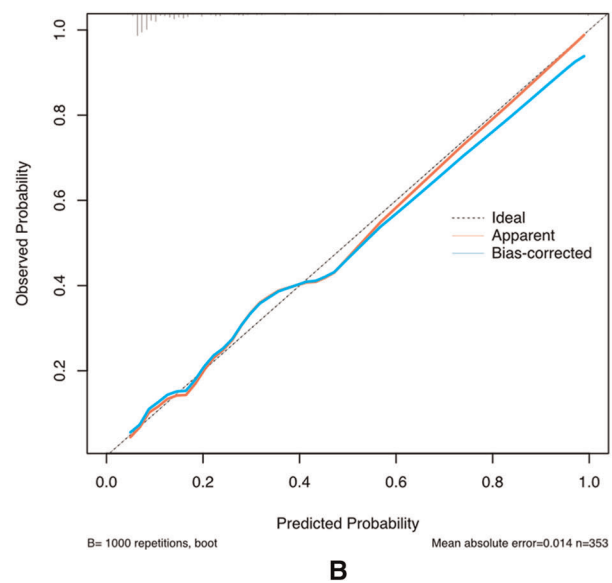 1.0
0.8
0.6
0.4
0.2
Observed Probability
Ideal
Apparent
Bias-corrected
0.0 0.2 0.4 0.6 0.8 1.0
Predicted Probability
B= 1000 repetitions, boot
Mean absolute error=0.014 n=353
B